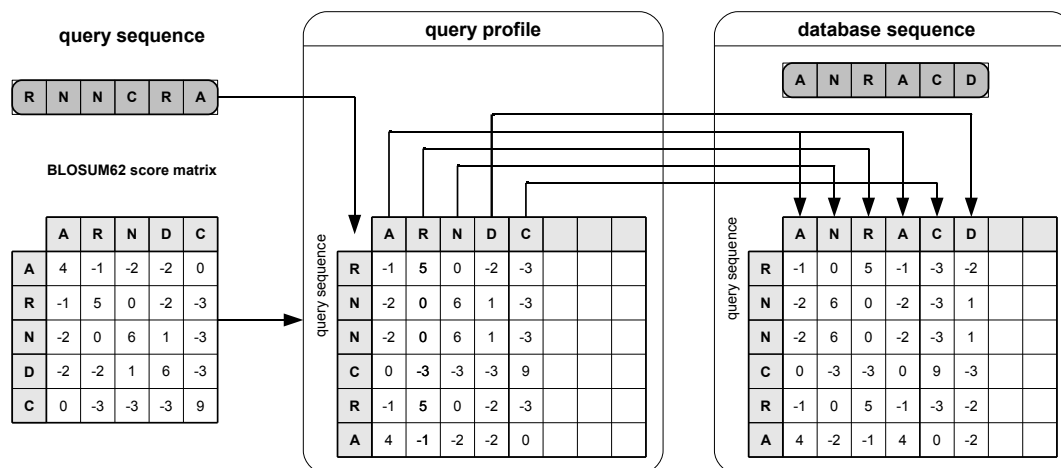 query sequence
R N N C R A
BLOSUM62 score matrix
A R N D C
A 4 -1 -2 -2 0
R -1 5 0 -2 -3
N -2 0 6 1 -3
D -2 -2 1 6 -3
C 0 -3 -3 -3 9
query profile
query sequence
A R N D C
R -1 5 0 -2 -3
N -2 0 6 1 -3
N -2 0 6 1 -3
C 0 -3 -3 -3 9
R -1 5 0 -2 -3
A 4 -1 -2 -2 0
database sequence
A N R A C D
query sequence
A N R A C D
R -1 0 5 -1 -3 -2
N -2 6 0 -2 -3 1
N -2 6 0 -2 -3 1
C 0 -3 -3 0 9 -3
R -1 0 5 -1 -3 -2
A 4 -2 -1 4 0 -2